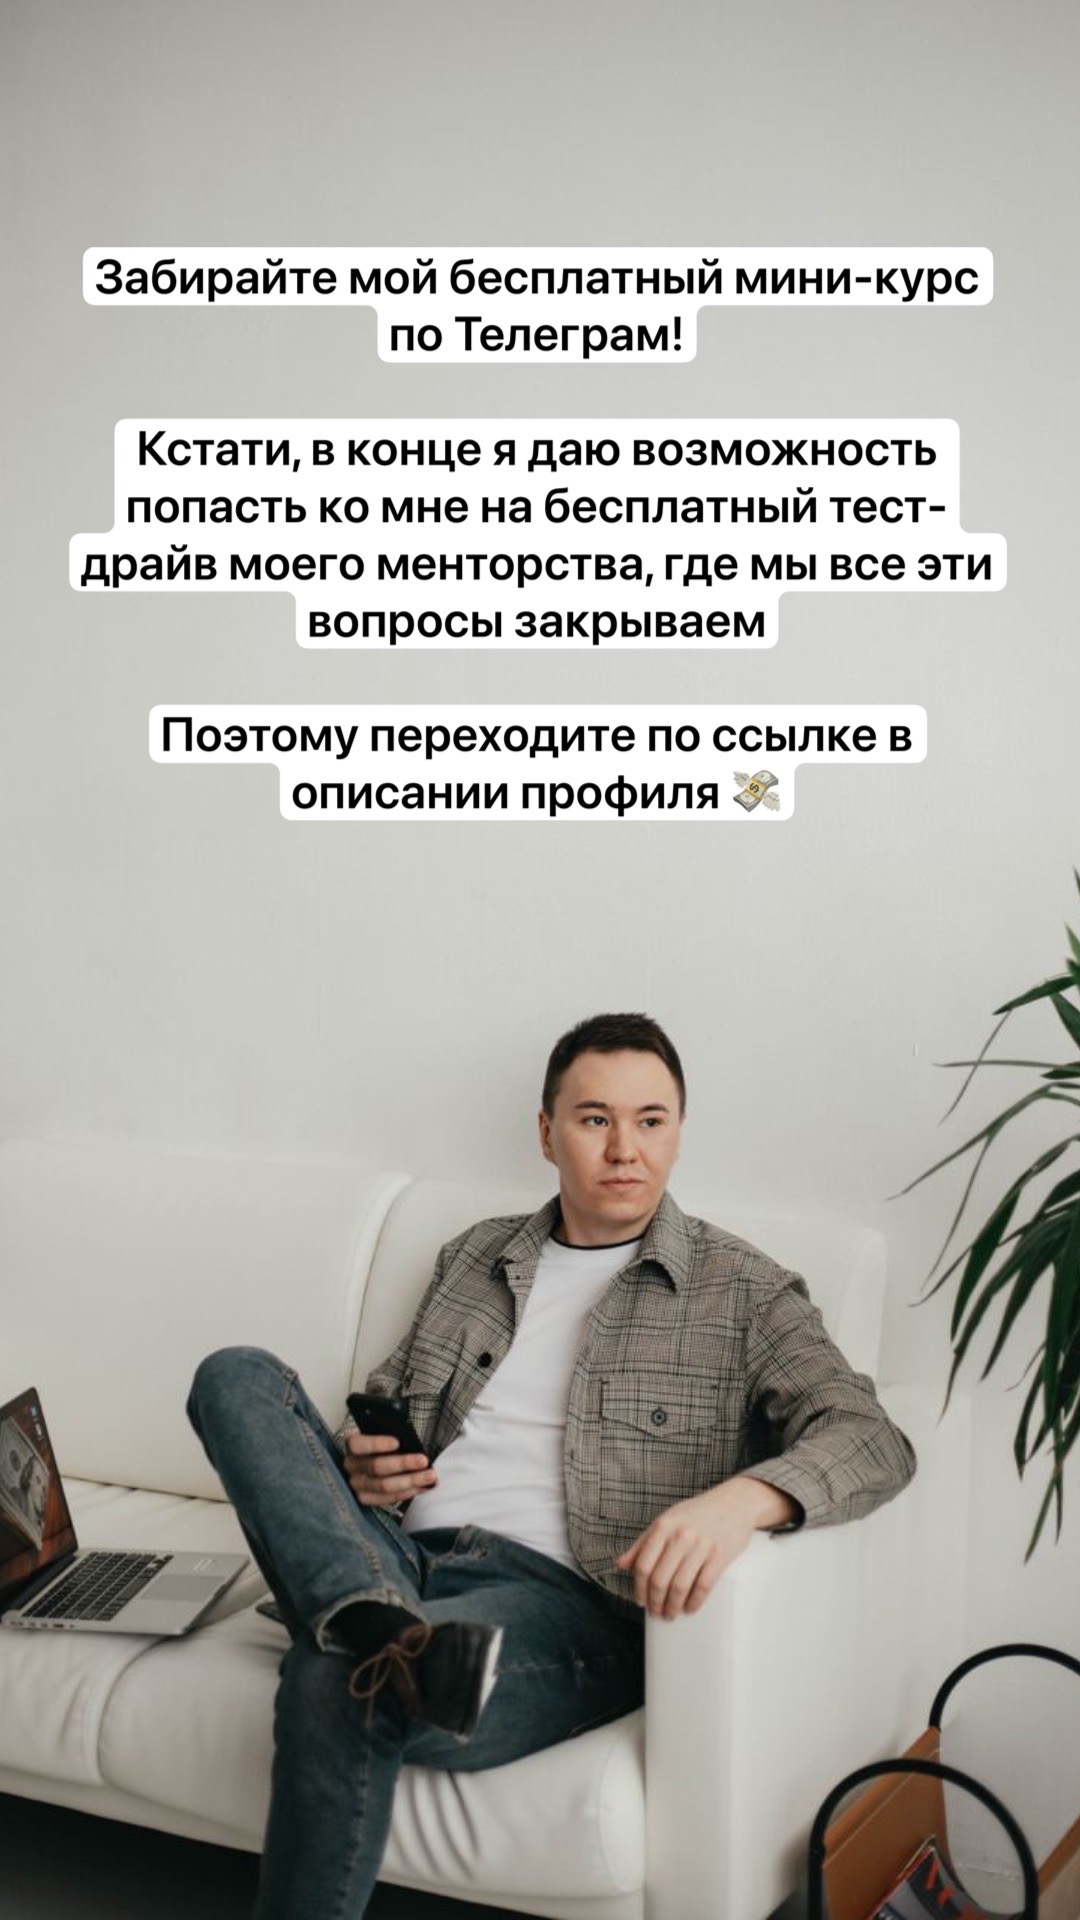 Забирайте мой бесплатный мини-курс
по Телеграм!
Кстати, в конце я даю возможность
попасть ко мне на бесплатный тест-
драйв моего менторства, где мы все эти
вопросы закрываем
Поэтому переходите по ссылке в
описании профиля 💸